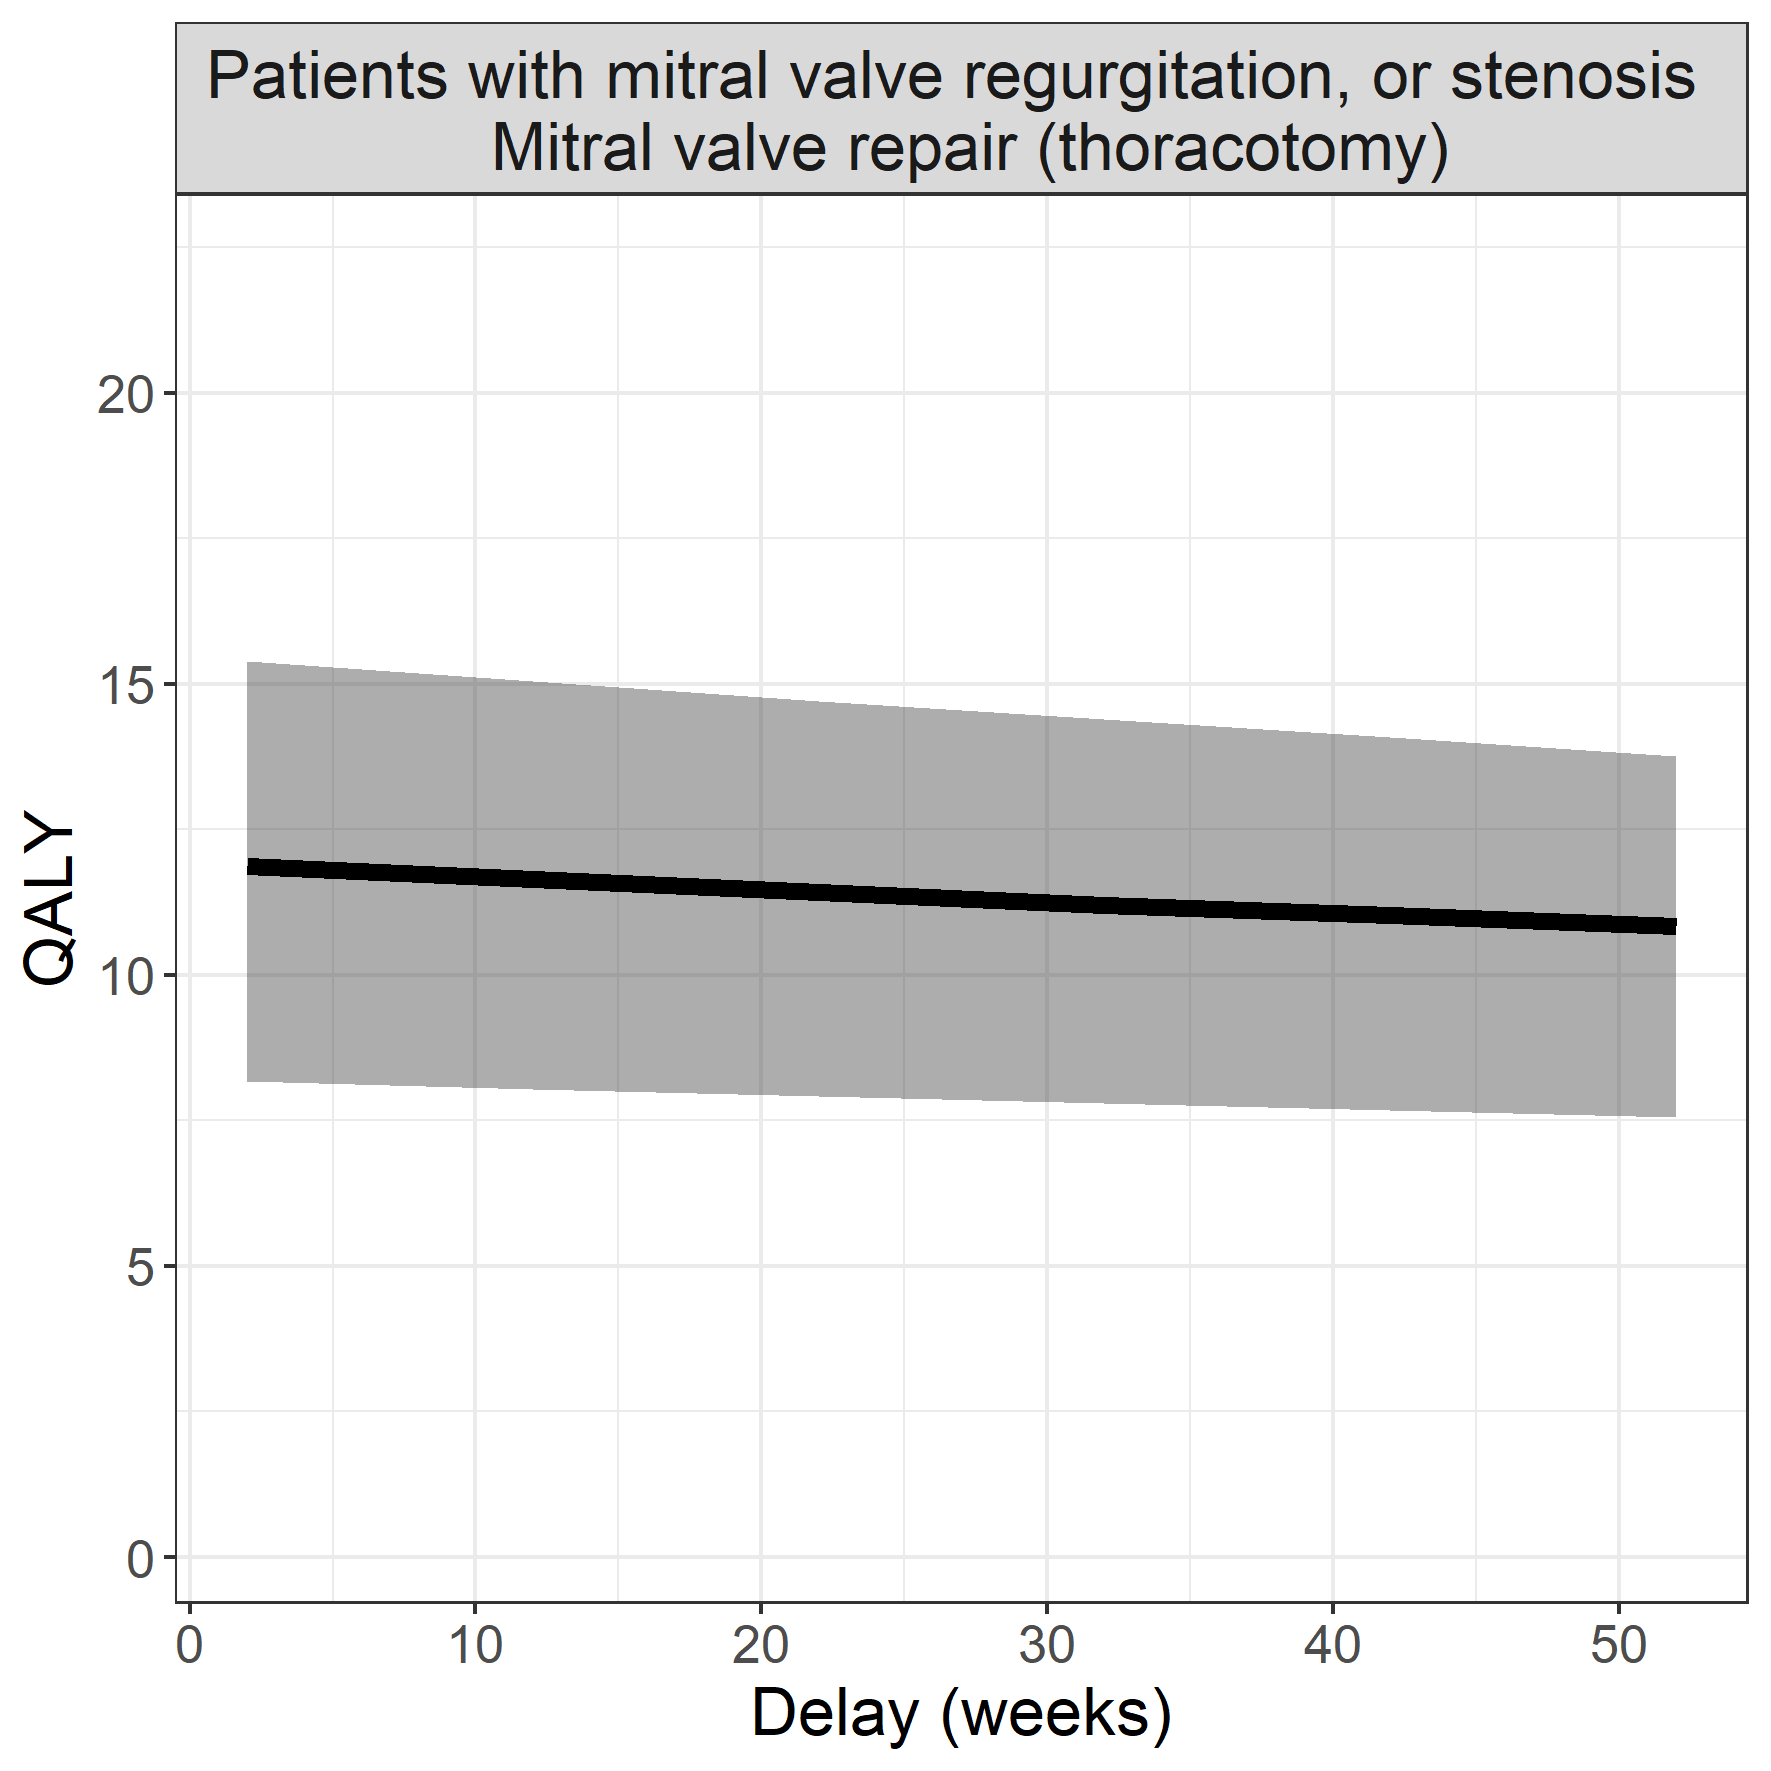 Patients with mitral valve regurgitation, or stenosis
Mitral valve repair (thoracotomy)
QALY
20
15
10
5
0
0 10 20 30 40 50
Delay (weeks)